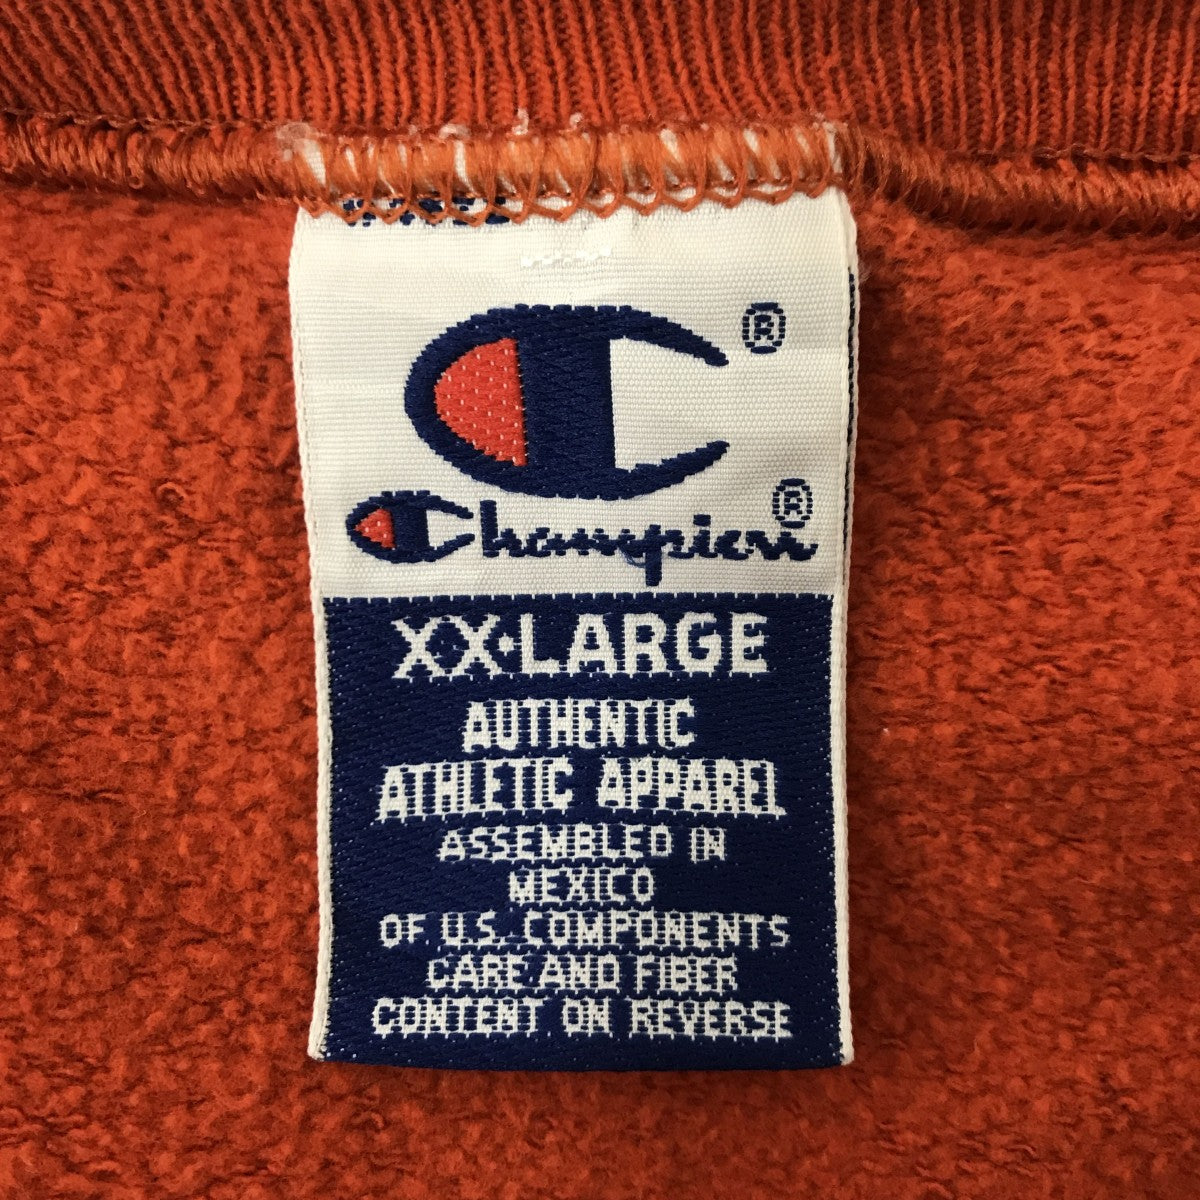 ®
Champion®
XX-LARGE
AUTHENTIC
ATHLETIC APPAREL
ASSEMBLED IN
MEXICO
OF U.S. COMPONENTS
CARE AND FIBER
CONTENT ON REVERSE